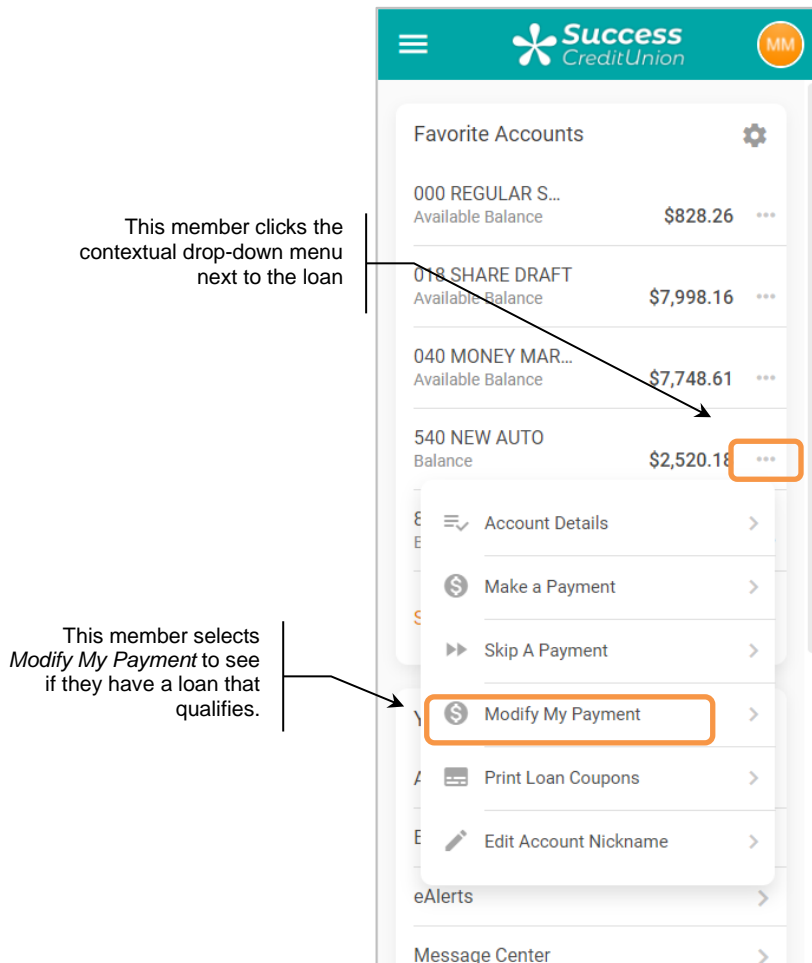 Success
CreditUnion
MM
Favorite Accounts
000 REGULAR S...
Available Balance
$828.26
This member clicks the
contextual drop-down menu
next to the loan
018 SHARE DRAFT
Available Balance
$7,998.16
040 MONEY MAR...
Available Balance
$7,748.61
540 NEW AUTO
Balance
$2,520.18
Account Details
Make a Payment
Skip A Payment
This member selects
Modify My Payment to see
if they have a loan that
qualifies.
Modify My Payment
Print Loan Coupons
Edit Account Nickname
eAlerts
Message Center